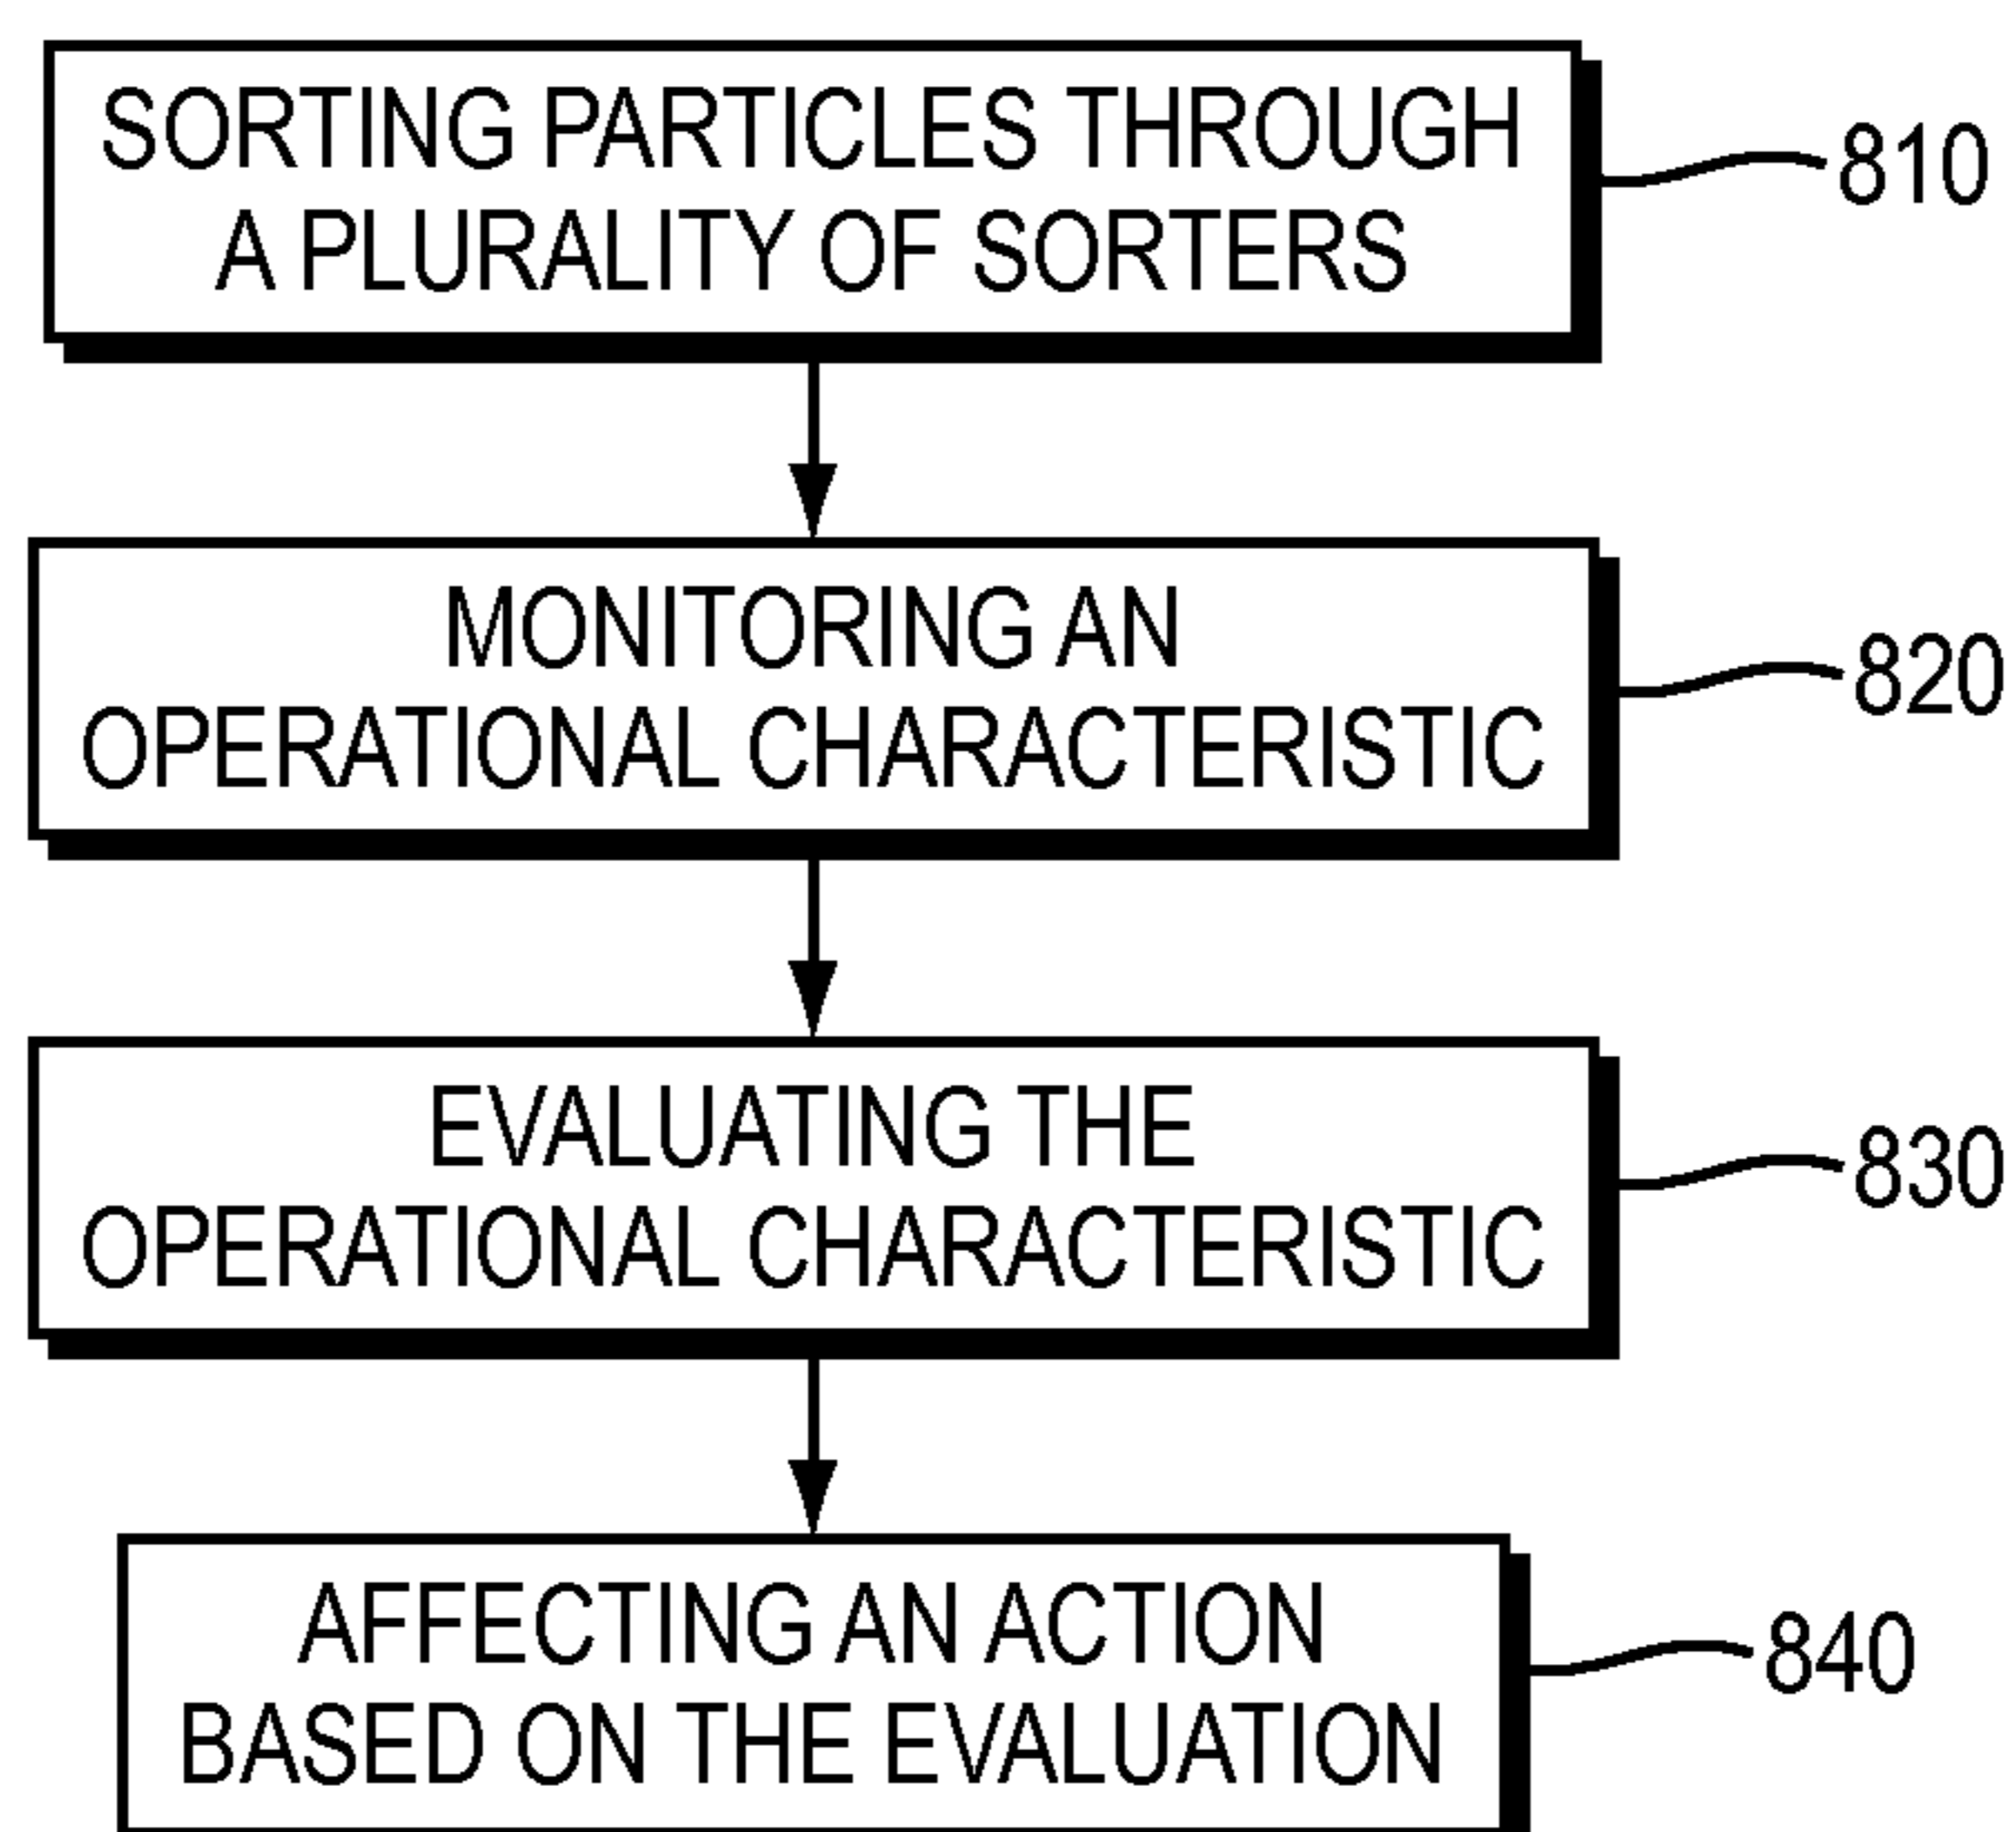 SORTING PARTICLES THROUGH
A PLURALITY OF SORTERS
810
MONITORING AN
OPERATIONAL CHARACTERISTIC
820
EVALUATING THE
OPERATIONAL CHARACTERISTIC
830
AFFECTING AN ACTION
BASED ON THE EVALUATION
840